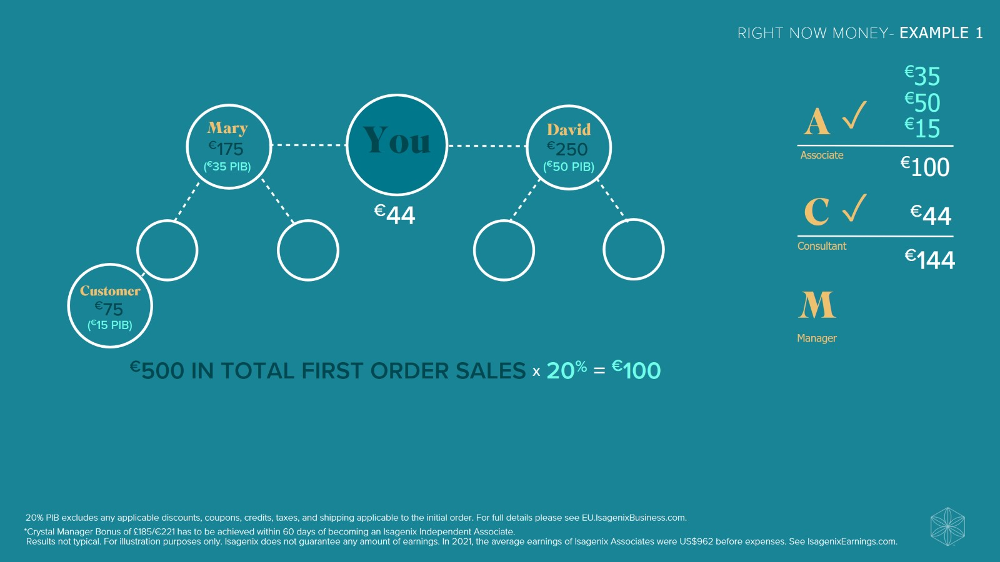 RIGHT NOW MONEY- EXAMPLE 1
Mary
€175
(€35 PIB)
You
€44
David
€250
(€50 PIB)
Customer
€75
(€15 PIB)
€500 IN TOTAL FIRST ORDER SALES x 20% = €100
€35
€50
€15
A ✓
Associate
€100
C ✓ €44
Consultant
€144
M
Manager
20% PIB excludes any applicable discounts, coupons, credits, taxes, and shipping applicable to the initial order. For full details please see EU.IsagenixBusiness.com.
*Crystal Manager Bonus of £185/€221 has to be achieved within 60 days of becoming an Isagenix Independent Associate.
Results not typical. For illustration purposes only. Isagenix does not guarantee any amount of earnings. In 2021, the average earnings of Isagenix Associates were US$962 before expenses. See IsagenixEarnings.com.